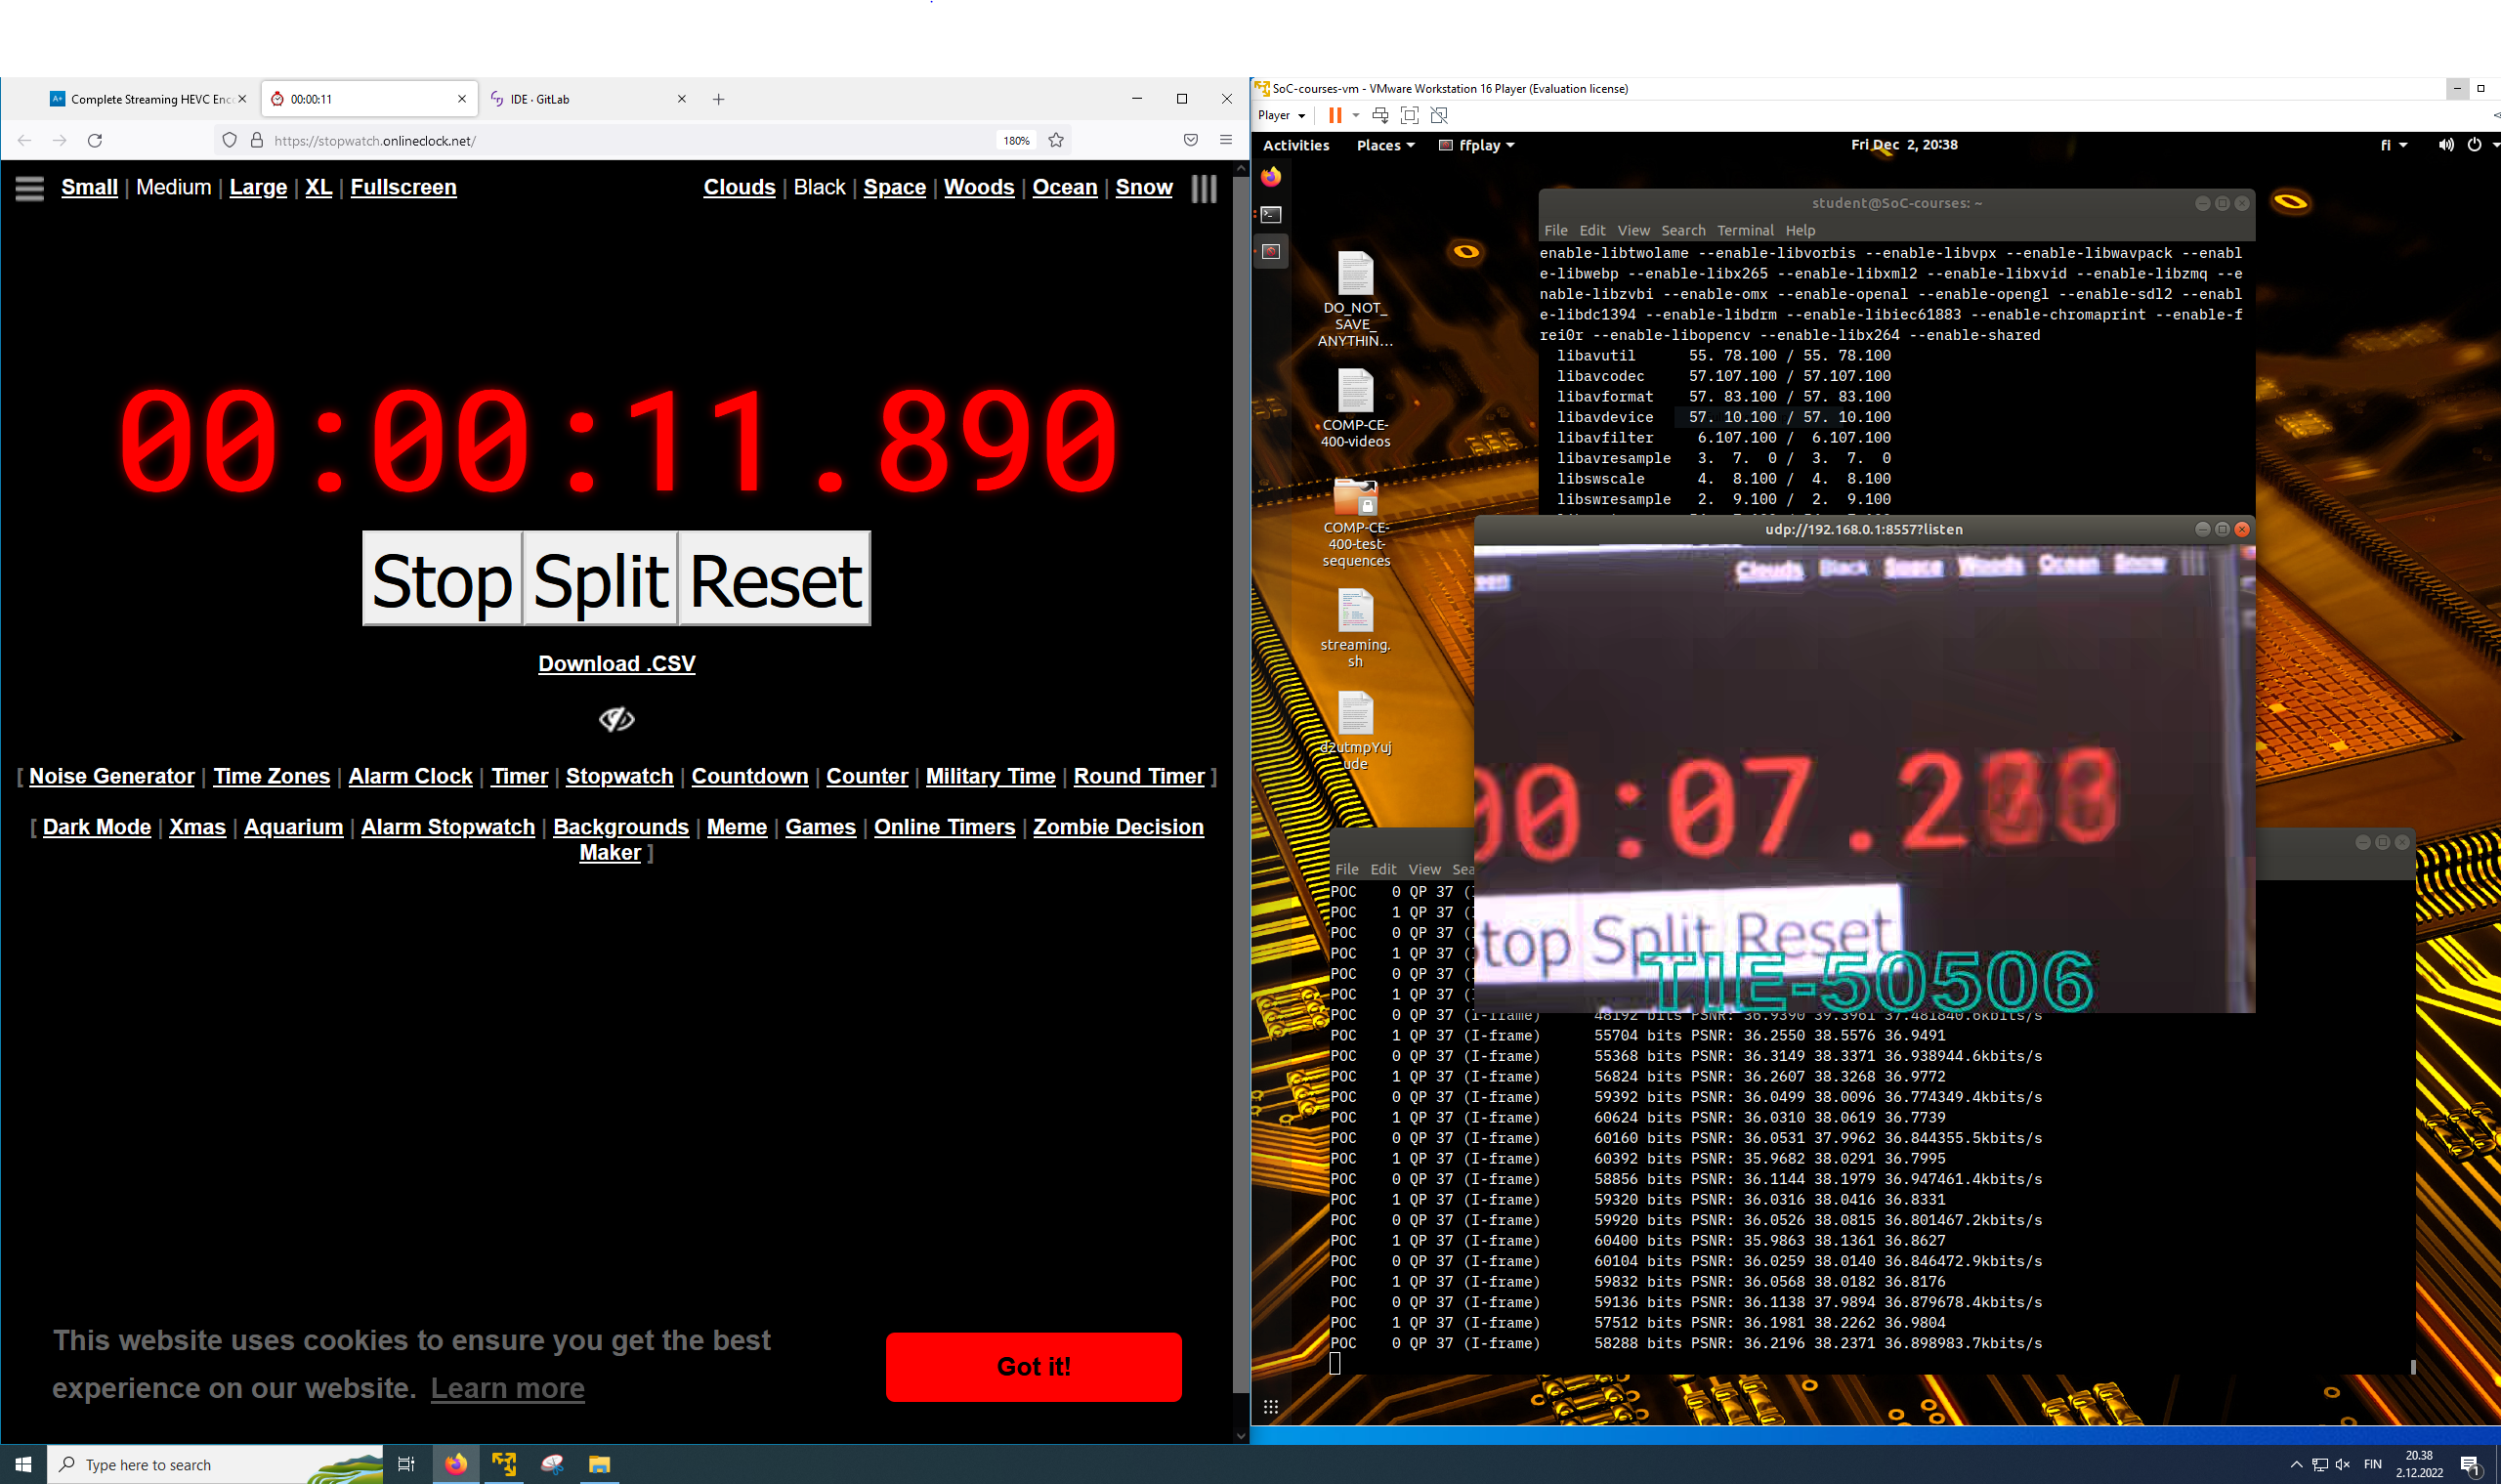 Complete Streaming HEVC Enc
00:00:11
IDE · GitLab
https://stopwatch.onlineclock.net/
180%
Small | Medium | Large | XL | Fullscreen
Clouds | Black | Space | Woods | Ocean | Snow
00:00:11.890
Stop Split Reset
Download .CSV
[ Noise Generator | Time Zones | Alarm Clock | Timer | Stopwatch | Countdown | Counter | Military Time | Round Timer ]
[ Dark Mode | Xmas | Aquarium | Alarm Stopwatch | Backgrounds | Meme | Games | Online Timers | Zombie Decision
Maker ]
This website uses cookies to ensure you get the best
experience on our website. Learn more
Got it!
SoC-courses-vm - VMware Workstation 16 Player (Evaluation license)
Player
Activities Places ffplay Fri Dec 2, 20:38 fi
DO_NOT_
SAVE_
ANYTHIN...
COMP-CE-
400-videos
COMP-CE-
400-test-
sequences
streaming.
sh
d2utmpYuj
ude
student@SoC-courses: ~
File Edit View Search Terminal Help
enable-libtwolame --enable-libvorbis --enable-libvpx --enable-libwavpack --enabl
e-libwebp --enable-libx265 --enable-libxml2 --enable-libxvid --enable-libzmq --e
nable-libzvbi --enable-omx --enable-openal --enable-opengl --enable-sdl2 --enabl
e-libdc1394 --enable-libdrm --enable-libiec61883 --enable-chromaprint --enable-f
rei0r --enable-libopencv --enable-libx264 --enable-shared
libavutil 55. 78.100 / 55. 78.100
libavcodec 57.107.100 / 57.107.100
libavformat 57. 83.100 / 57. 83.100
libavdevice 57. 10.100 / 57. 10.100
libavfilter 6.107.100 / 6.107.100
libavresample 3. 7. 0 / 3. 7. 0
libswscale 4. 8.100 / 4. 8.100
libswresample 2. 9.100 / 2. 9.100
udp://192.168.0.1:8557?listen
een Clouds Black Space Woods Ocean Snow
00:07.2
top Split Reset
TIE-50506
File Edit View Sea
POC 0 QP 37 (I
POC 1 QP 37 (I
POC 0 QP 37 (I
POC 1 QP 37 (I
POC 0 QP 37 (I
POC 1 QP 37 (I
POC 0 QP 37 (I-frame) 48192 bits PSNR: 36.9390 39.3961 37.481840.6kbits/s
POC 1 QP 37 (I-frame) 55704 bits PSNR: 36.2550 38.5576 36.9491
POC 0 QP 37 (I-frame) 55368 bits PSNR: 36.3149 38.3371 36.938944.6kbits/s
POC 1 QP 37 (I-frame) 56824 bits PSNR: 36.2607 38.3268 36.9772
POC 0 QP 37 (I-frame) 59392 bits PSNR: 36.0499 38.0096 36.774349.4kbits/s
POC 1 QP 37 (I-frame) 60624 bits PSNR: 36.0310 38.0619 36.7739
POC 0 QP 37 (I-frame) 60160 bits PSNR: 36.0531 37.9962 36.844355.5kbits/s
POC 1 QP 37 (I-frame) 60392 bits PSNR: 35.9682 38.0291 36.7995
POC 0 QP 37 (I-frame) 58856 bits PSNR: 36.1144 38.1979 36.947461.4kbits/s
POC 1 QP 37 (I-frame) 59320 bits PSNR: 36.0316 38.0416 36.8331
POC 0 QP 37 (I-frame) 59920 bits PSNR: 36.0526 38.0815 36.801467.2kbits/s
POC 1 QP 37 (I-frame) 60400 bits PSNR: 35.9863 38.1361 36.8627
POC 0 QP 37 (I-frame) 60104 bits PSNR: 36.0259 38.0140 36.846472.9kbits/s
POC 1 QP 37 (I-frame) 59832 bits PSNR: 36.0568 38.0182 36.8176
POC 0 QP 37 (I-frame) 59136 bits PSNR: 36.1138 37.9894 36.879678.4kbits/s
POC 1 QP 37 (I-frame) 57512 bits PSNR: 36.1981 38.2262 36.9804
POC 0 QP 37 (I-frame) 58288 bits PSNR: 36.2196 38.2371 36.898983.7kbits/s
Type here to search
FIN
20.38
2.12.2022
1